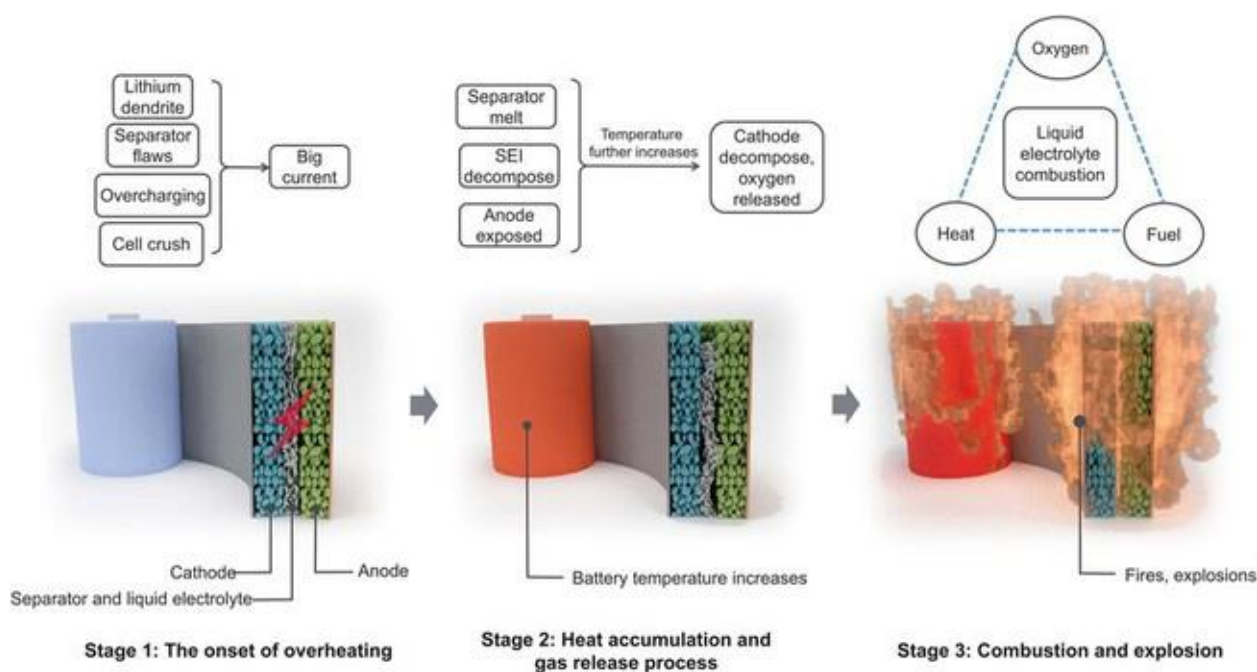 Lithium
dendrite
Separator
flaws
Overcharging
Cell crush
Big
current
Separator
melt
SEI
decompose
Anode
exposed
Temperature
further increases
Cathode
decompose,
oxygen
released
Oxygen
Liquid
electrolyte
combustion
Heat
Fuel
Cathode
Anode
Separator and liquid electrolyte
Battery temperature increases
Fires, explosions
Stage 1: The onset of overheating
Stage 2: Heat accumulation and
gas release process
Stage 3: Combustion and explosion